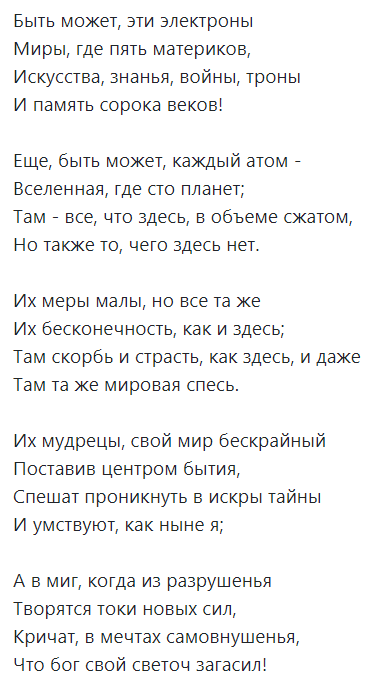 Быть может, эти электроны
Миры, где пять материков,
Искусства, знанья, войны, троны
И память сорока веков!

Еще, быть может, каждый атом -
Вселенная, где сто планет;
Там - все, что здесь, в объеме сжатом,
Но также то, чего здесь нет.

Их меры малы, но все та же
Их бесконечность, как и здесь;
Там скорбь и страсть, как здесь, и даже
Там та же мировая спесь.

Их мудрецы, свой мир бескрайный
Поставив центром бытия,
Спешат проникнуть в искры тайны
И умствуют, как ныне я;

А в миг, когда из разрушенья
Творятся токи новых сил,
Кричат, в мечтах самовнушенья,
Что бог свой светоч загасил!